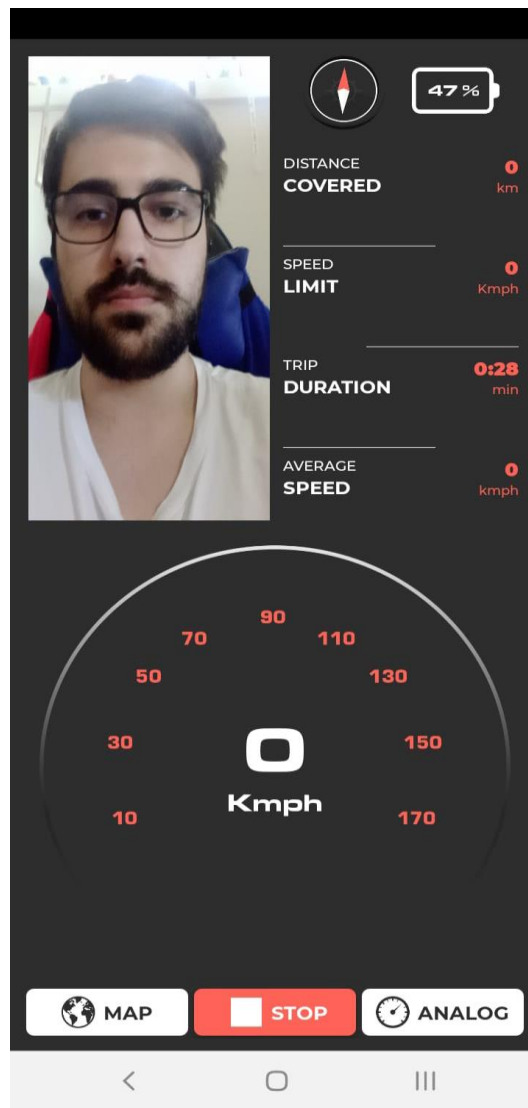 47 %
DISTANCE
COVERED
0
km
SPEED
LIMIT
0
Kmph
TRIP
DURATION
0:28
min
AVERAGE
SPEED
0
kmph
90
70
110
50
130
30
150
10
170
0
Kmph
MAP
STOP
ANALOG